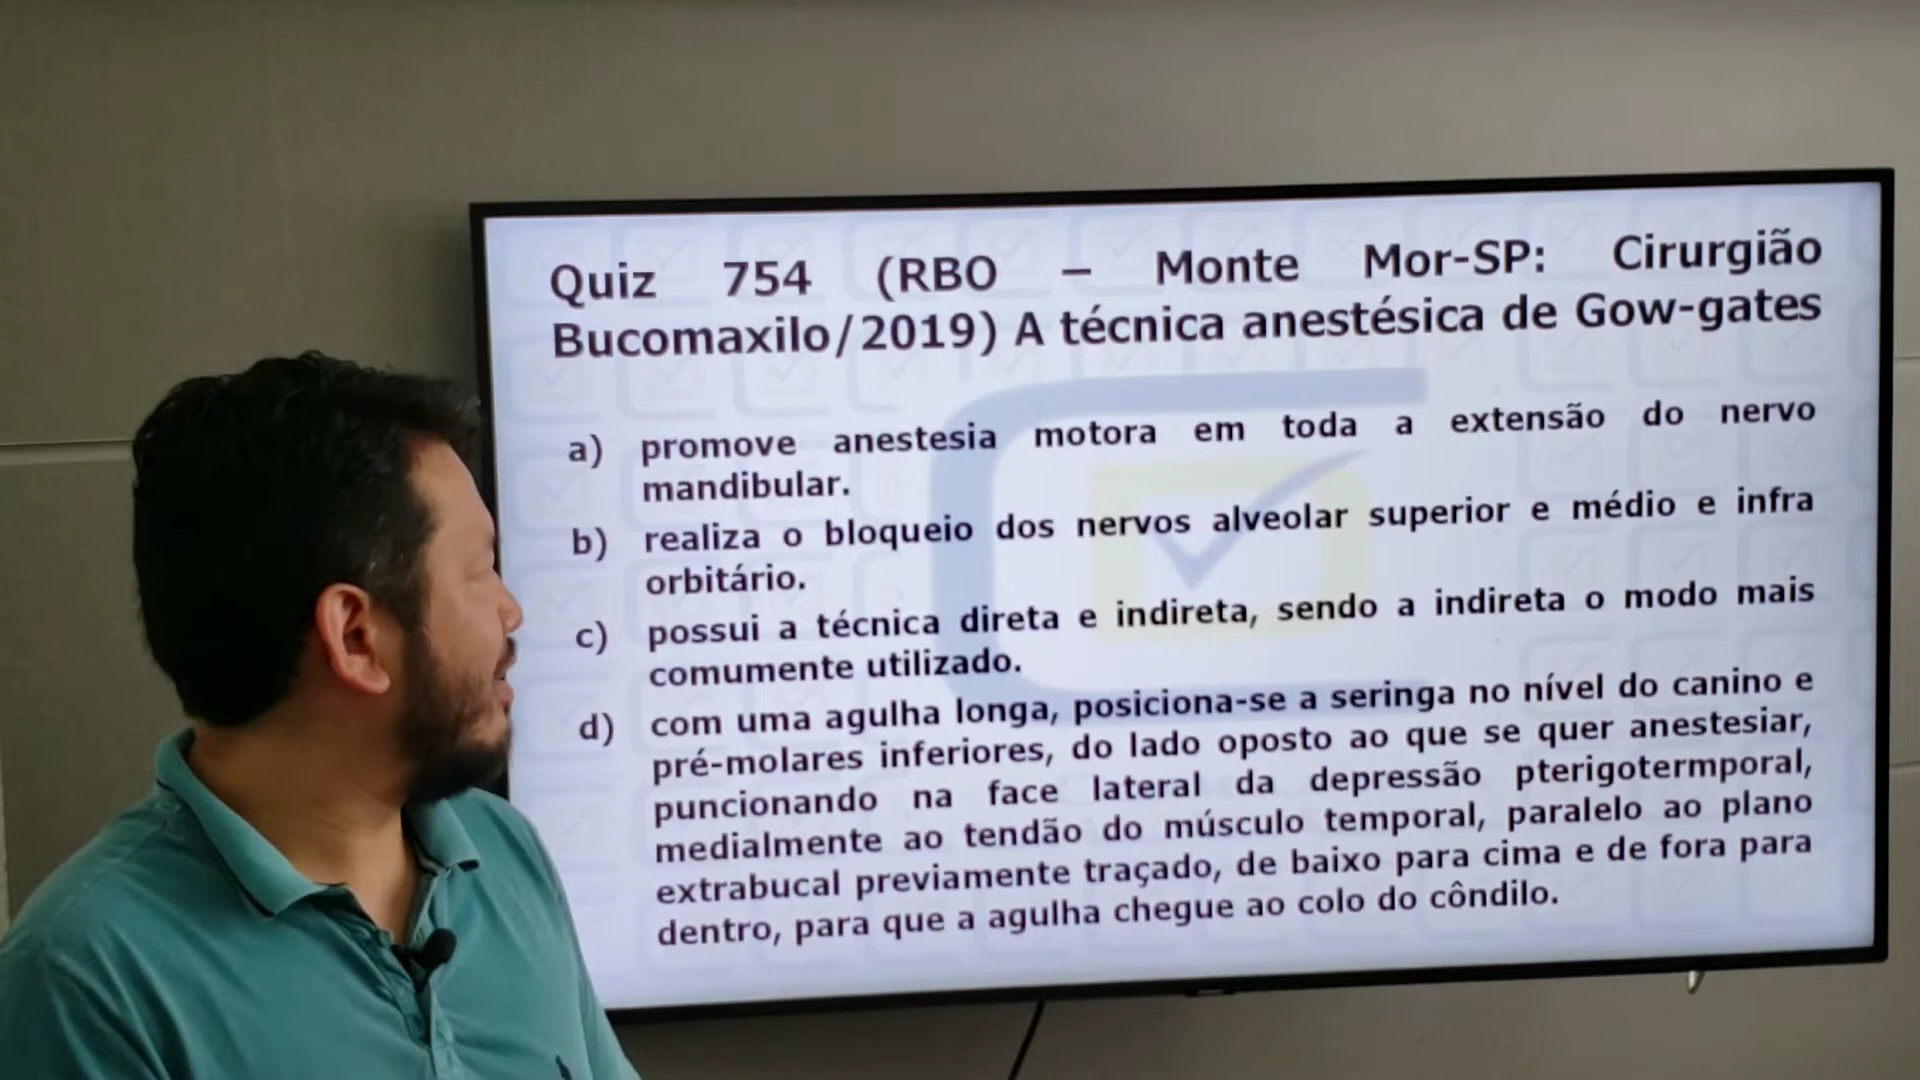 Quiz 754 (RBO – Monte Mor-SP: Cirurgião
Bucomaxilo/2019) A técnica anestésica de Gow-gates
a) promove anestesia motora em toda a extensão do nervo
mandibular.
b) realiza o bloqueio dos nervos alveolar superior e médio e infra
orbitário.
c) possui a técnica direta e indireta, sendo a indireta o modo mais
comumente utilizado.
d) com uma agulha longa, posiciona-se a seringa no nível do canino e
pré-molares inferiores, do lado oposto ao que se quer anestesiar,
puncionando na face lateral da depressão pterigotermporal,
medialmente ao tendão do músculo temporal, paralelo ao plano
extrabucal previamente traçado, de baixo para cima e de fora para
dentro, para que a agulha chegue ao colo do côndilo.